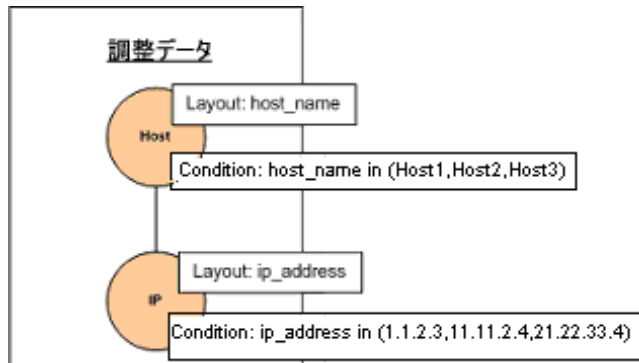 調整データ
Layout: host_name
Host
Condition: host_name in (Host1,Host2,Host3)
Layout: ip_address
IP
Condition: ip_address in (1.1.2.3,11.11.2.4,21.22.33.4)